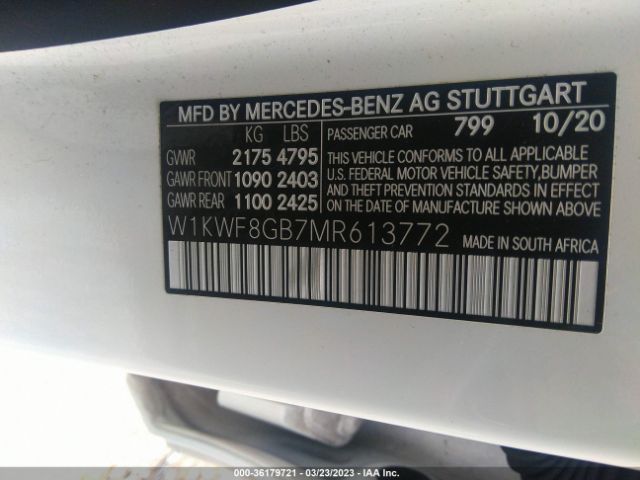 MFD BY MERCEDES-BENZ AG STUTTGART
KG LBS PASSENGER CAR 799 10/20
GVWR 2175 4795
GAWR FRONT 1090 2403
GAWR REAR 1100 2425
THIS VEHICLE CONFORMS TO ALL APPLICABLE
U.S. FEDERAL MOTOR VEHICLE SAFETY, BUMPER
AND THEFT PREVENTION STANDARDS IN EFFECT
ON THE DATE OF MANUFACTURE SHOWN ABOVE.
W1KWF8GB7MR613772 MADE IN SOUTH AFRICA
000-36179721 / 03/23/2023 - IAA Inc.